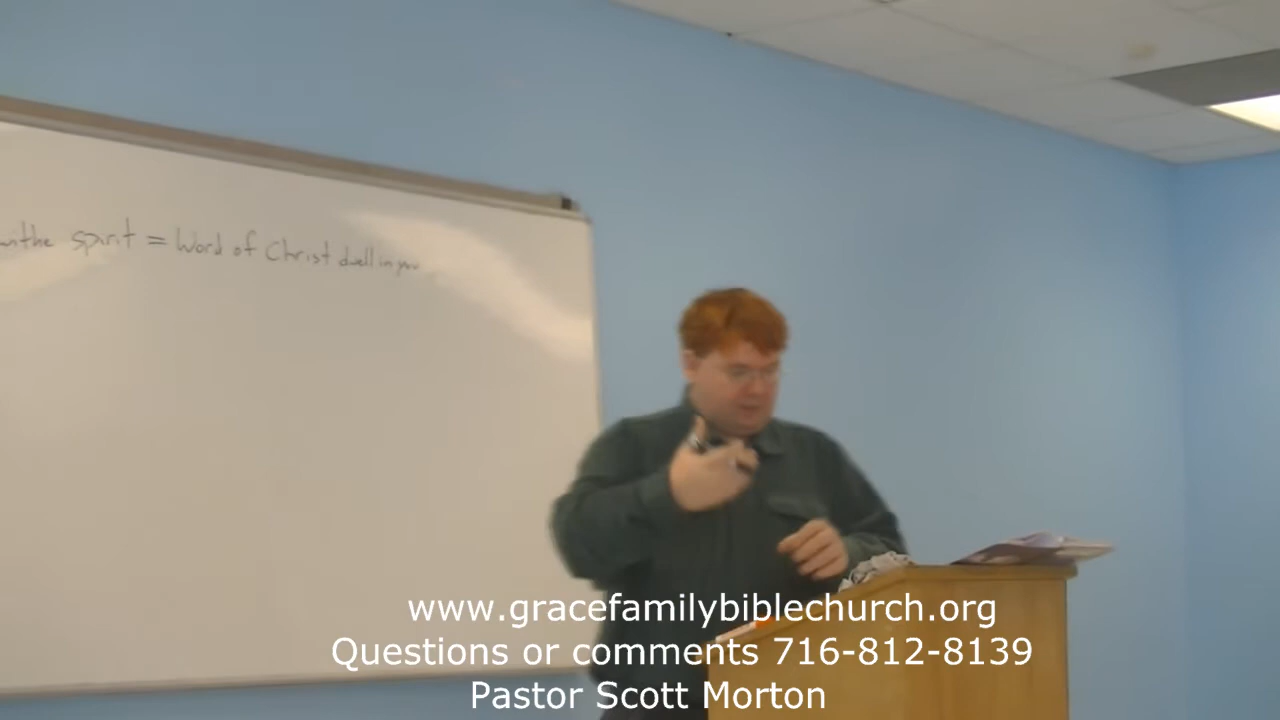 withe spirit = Word of Christ dwell in you
www.gracefamilybiblechurch.org
Questions or comments 716-812-8139
Pastor Scott Morton